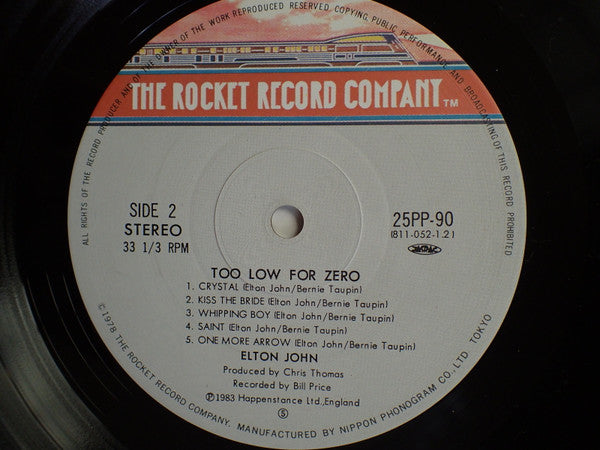 ALL RIGHTS OF THE RECORD PRODUCER AND OF THE OWNER OF THE WORK REPRODUCED RESERVED. COPYING, PUBLIC PERFORMANCE AND BROADCASTING OF THIS RECORD PROHIBITED
THE ROCKET RECORD COMPANY TM
SIDE 2
STEREO
33 1/3 RPM
25PP-90
(811-052-1.2)
JASRAC
TOO LOW FOR ZERO
1. CRYSTAL (Elton John/Bernie Taupin)
2. KISS THE BRIDE (Elton John/Bernie Taupin)
3. WHIPPING BOY (Elton John/Bernie Taupin)
4. SAINT (Elton John/Bernie Taupin)
5. ONE MORE ARROW (Elton John/Bernie Taupin)
ELTON JOHN
Produced by Chris Thomas
Recorded by Bill Price
Ⓟ1983 Happenstance Ltd.,England
Ⓢ
©1978 THE ROCKET RECORD COMPANY. MANUFACTURED BY NIPPON PHONOGRAM CO., LTD. TOKYO